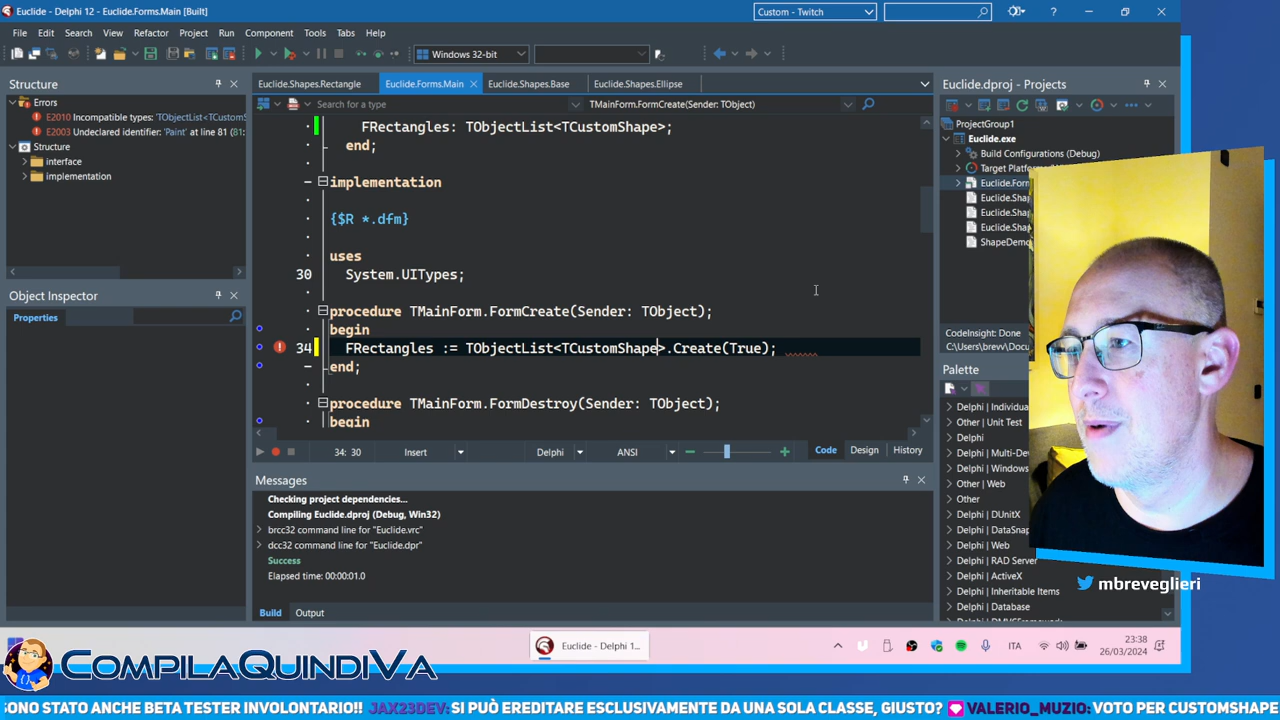 Euclide - Delphi 12 - Euclide.Forms.Main [Built]
Custom - Twitch
?
File Edit Search View Refactor Project Run Component Tools Tabs Help
Windows 32-bit
Structure
Errors
E2010 Incompatible types: 'TObjectList<TCustomS
E2003 Undeclared identifier: 'Paint' at line 81 (81:
Structure
interface
implementation
Object Inspector
Properties
Euclide.Shapes.Rectangle Euclide.Forms.Main Euclide.Shapes.Base Euclide.Shapes.Ellipse
Search for a type
TMainForm.FormCreate(Sender: TObject)
FRectangles: TObjectList<TCustomShape>;
end;
implementation
{$R *.dfm}
uses
30 System.UITypes;
procedure TMainForm.FormCreate(Sender: TObject);
begin
34 FRectangles := TObjectList<TCustomShape>.Create(True);
end;
procedure TMainForm.FormDestroy(Sender: TObject);
begin
34: 30 Insert Delphi ANSI Code Design History
Messages
Checking project dependencies...
Compiling Euclide.dproj (Debug, Win32)
brcc32 command line for "Euclide.vrc"
dcc32 command line for "Euclide.dpr"
Success
Elapsed time: 00:00:01.0
Build Output
Euclide.dproj - Projects
ProjectGroup1
Euclide.exe
Build Configurations (Debug)
Target Platforms
Euclide.Form
Euclide.Sha
Euclide.Sha
Euclide.Sha
ShapeDemo
CodeInsight: Done
C:\Users\brevv\Docu
Palette
Delphi | Individua
Other | Unit Test
Delphi
Delphi | Multi-Dev
Delphi | Windows
Other | Web
Other
Delphi | DUnitX
Delphi | DataSnap
Delphi | Web
Delphi | RAD Server
Delphi | ActiveX
Delphi | Inheritable Items
Delphi | Database
mbreveglieri
Euclide - Delphi 1...
ITA
23:38
26/03/2024
COMPILAQUINDIVA
SONO STATO ANCHE BETA TESTER INVOLONTARIO!! JAX23DEV: SI PUÒ EREDITARE ESCLUSIVAMENTE DA UNA SOLA CLASSE, GIUSTO? VALERIO_MUZIO: VOTO PER CUSTOMSHAPE